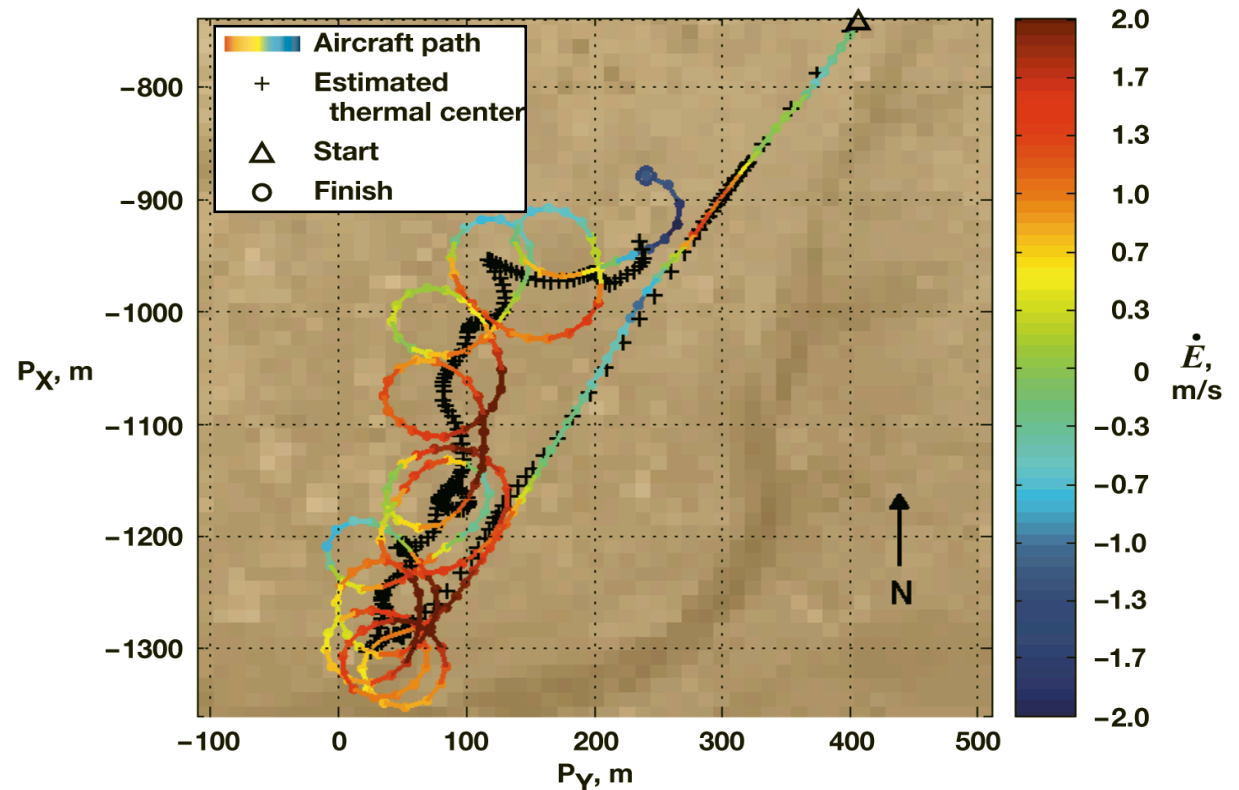 Aircraft path
Estimated
thermal center
Start
Finish
−800
−900
−1000
−1100
−1200
−1300
P_X, m
−100
0
100
200
300
400
500
P_Y, m
N
2.0
1.7
1.3
1.0
0.7
0.3
0
−0.3
−0.7
−1.0
−1.3
−1.7
−2.0
Ė,
m/s